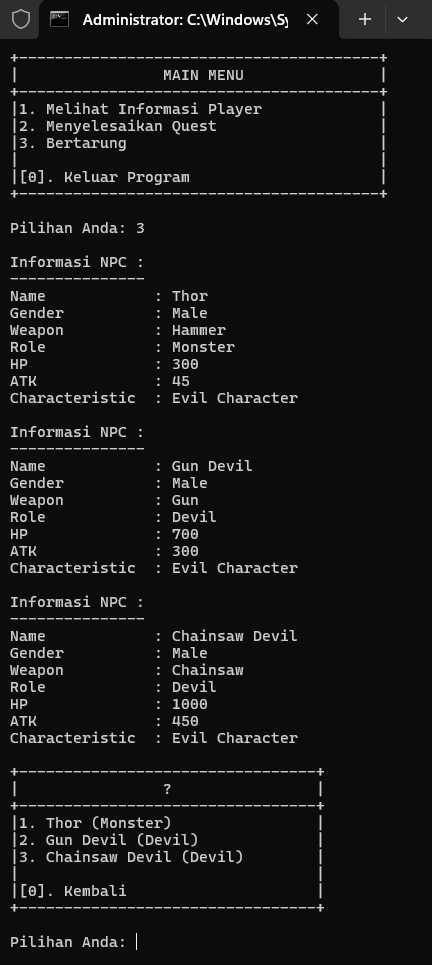 Administrator: C:\Windows\Sy
+----------------------------------------+
|                MAIN MENU               |
+----------------------------------------+
|1. Melihat Informasi Player             |
|2. Menyelesaikan Quest                  |
|3. Bertarung                            |
|                                        |
|[0]. Keluar Program                     |
+----------------------------------------+
Pilihan Anda: 3
Informasi NPC :
---------------
Name            : Thor
Gender          : Male
Weapon          : Hammer
Role            : Monster
HP              : 300
ATK             : 45
Characteristic  : Evil Character
Informasi NPC :
---------------
Name            : Gun Devil
Gender          : Male
Weapon          : Gun
Role            : Devil
HP              : 700
ATK             : 300
Characteristic  : Evil Character
Informasi NPC :
---------------
Name            : Chainsaw Devil
Gender          : Male
Weapon          : Chainsaw
Role            : Devil
HP              : 1000
ATK             : 450
Characteristic  : Evil Character
+---------------------------------+
|                ?                |
+---------------------------------+
|1. Thor (Monster)                |
|2. Gun Devil (Devil)             |
|3. Chainsaw Devil (Devil)        |
|                                 |
|[0]. Kembali                     |
+---------------------------------+
Pilihan Anda: